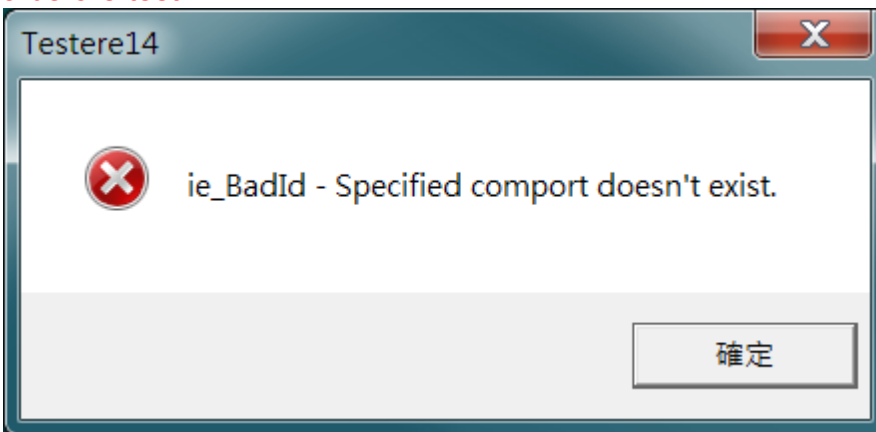 Testere14
ie_BadId - Specified comport doesn't exist.
確定